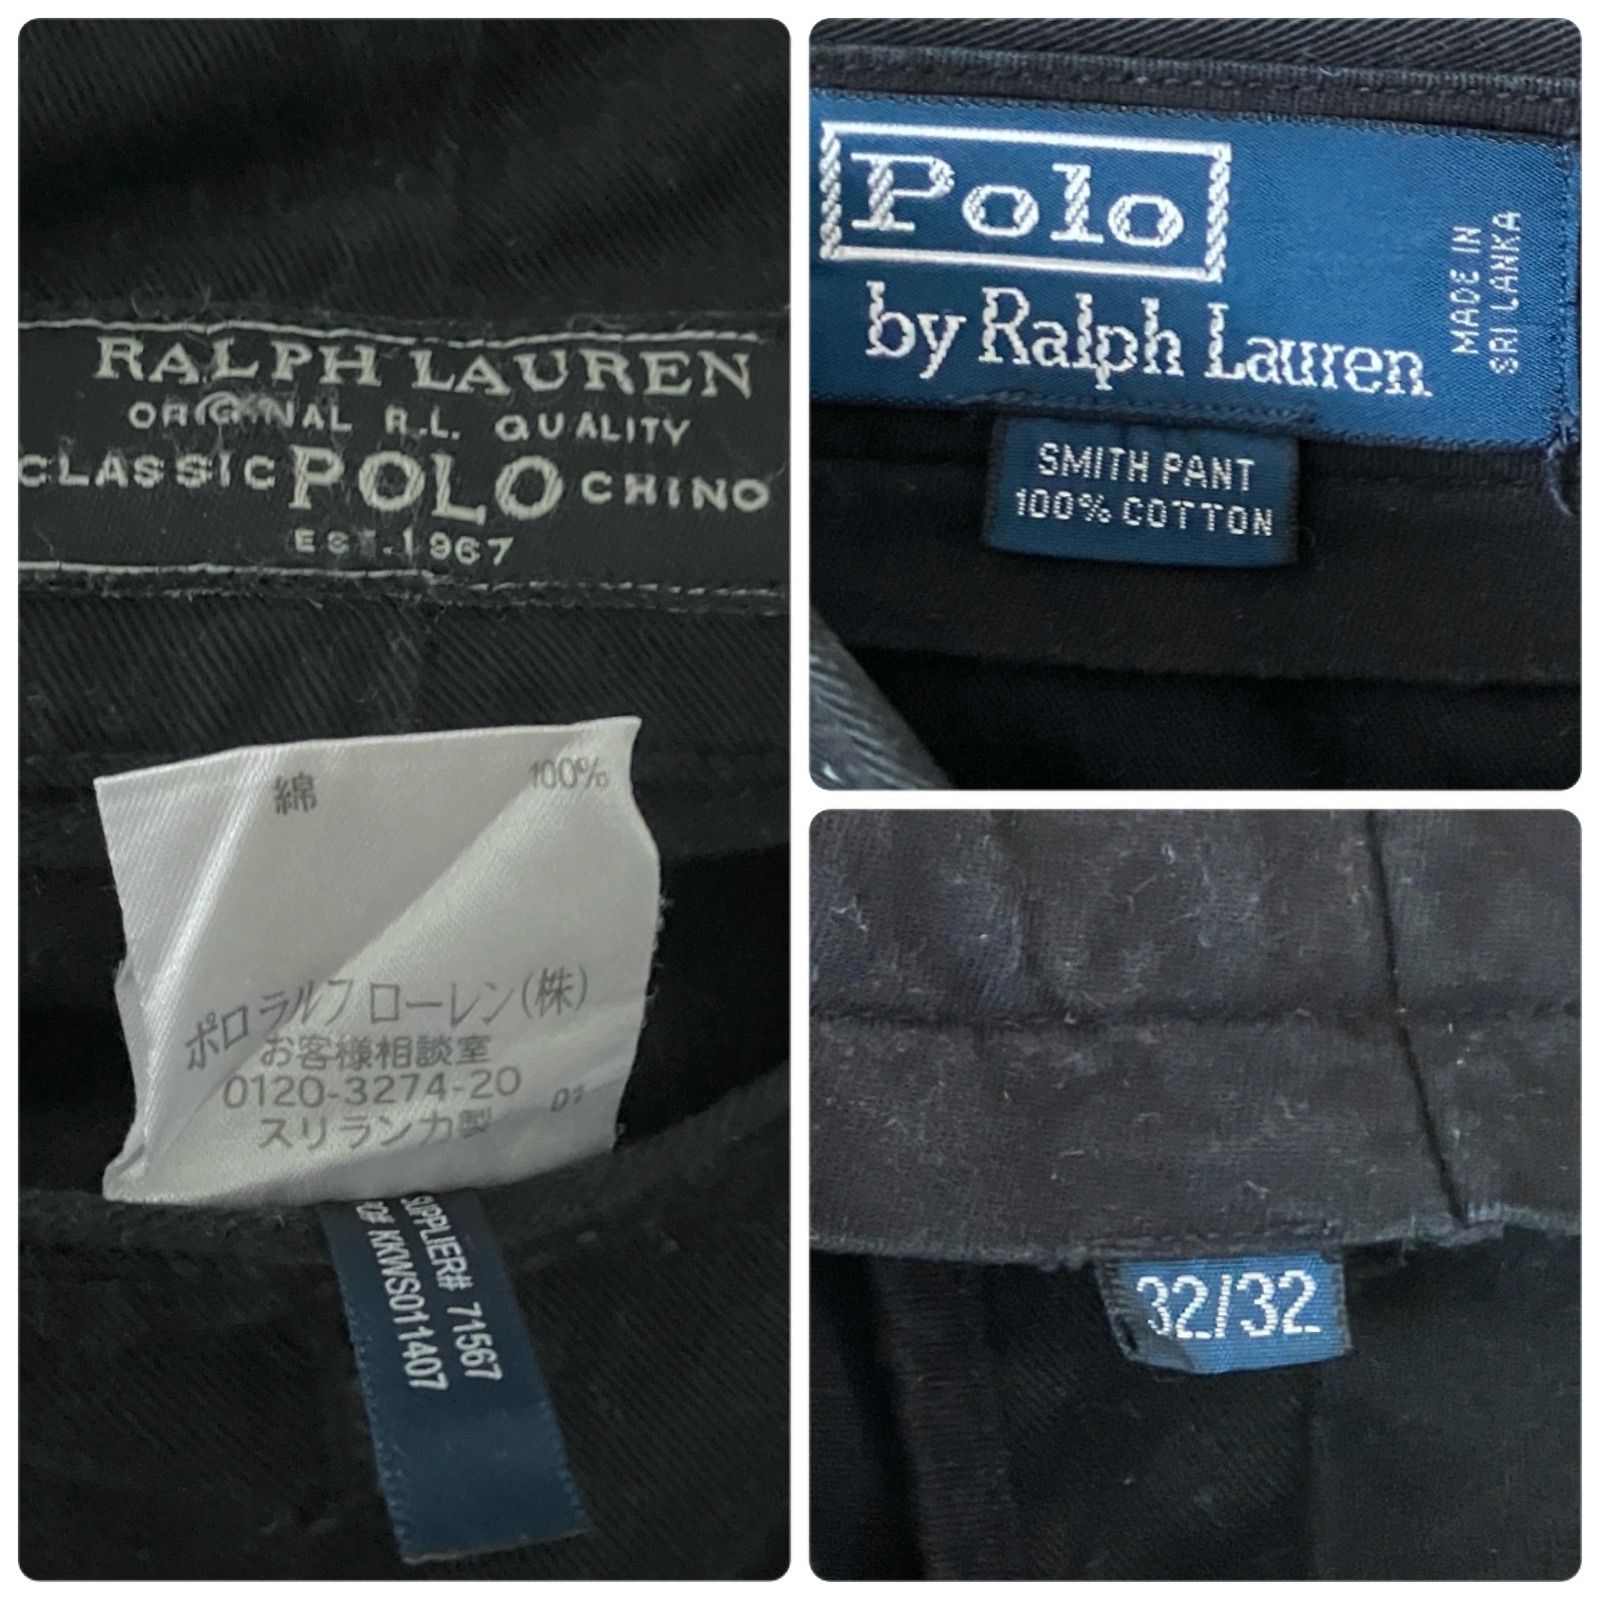 RALPH LAUREN
ORIGINAL R.L. QUALITY
CLASSIC POLO CHINO
EST. 1967
綿 100%
ポロ ラルフ ローレン(株)
お客様相談室
0120-3274-20
スリランカ製 01
SUPPLIER# 71567
KKWS011407
Polo
by Ralph Lauren
MADE IN
SRI LANKA
SMITH PANT
100% COTTON
32/32